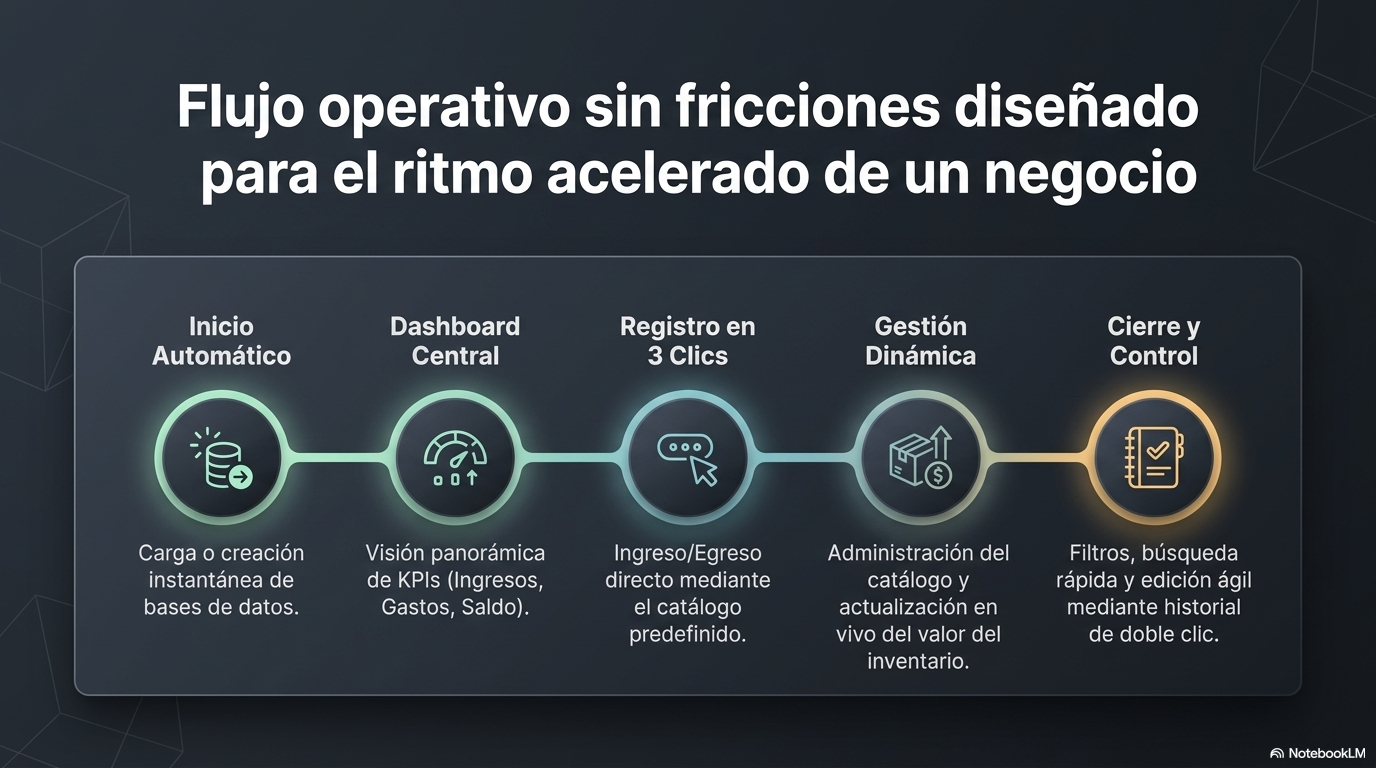 Flujo operativo sin fricciones diseñado
para el ritmo acelerado de un negocio
Inicio
Automático
Carga o creación
instantánea de
bases de datos.
Dashboard
Central
Visión panorámica
de KPIs (Ingresos,
Gastos, Saldo).
Registro en
3 Clics
Ingreso/Egreso
directo mediante
el catálogo
predefinido.
Gestión
Dinámica
$
Administración del
catálogo y
actualización en
vivo del valor del
inventario.
Cierre y
Control
Filtros, búsqueda
rápida y edición ágil
mediante historial
de doble clic.
NotebookLM